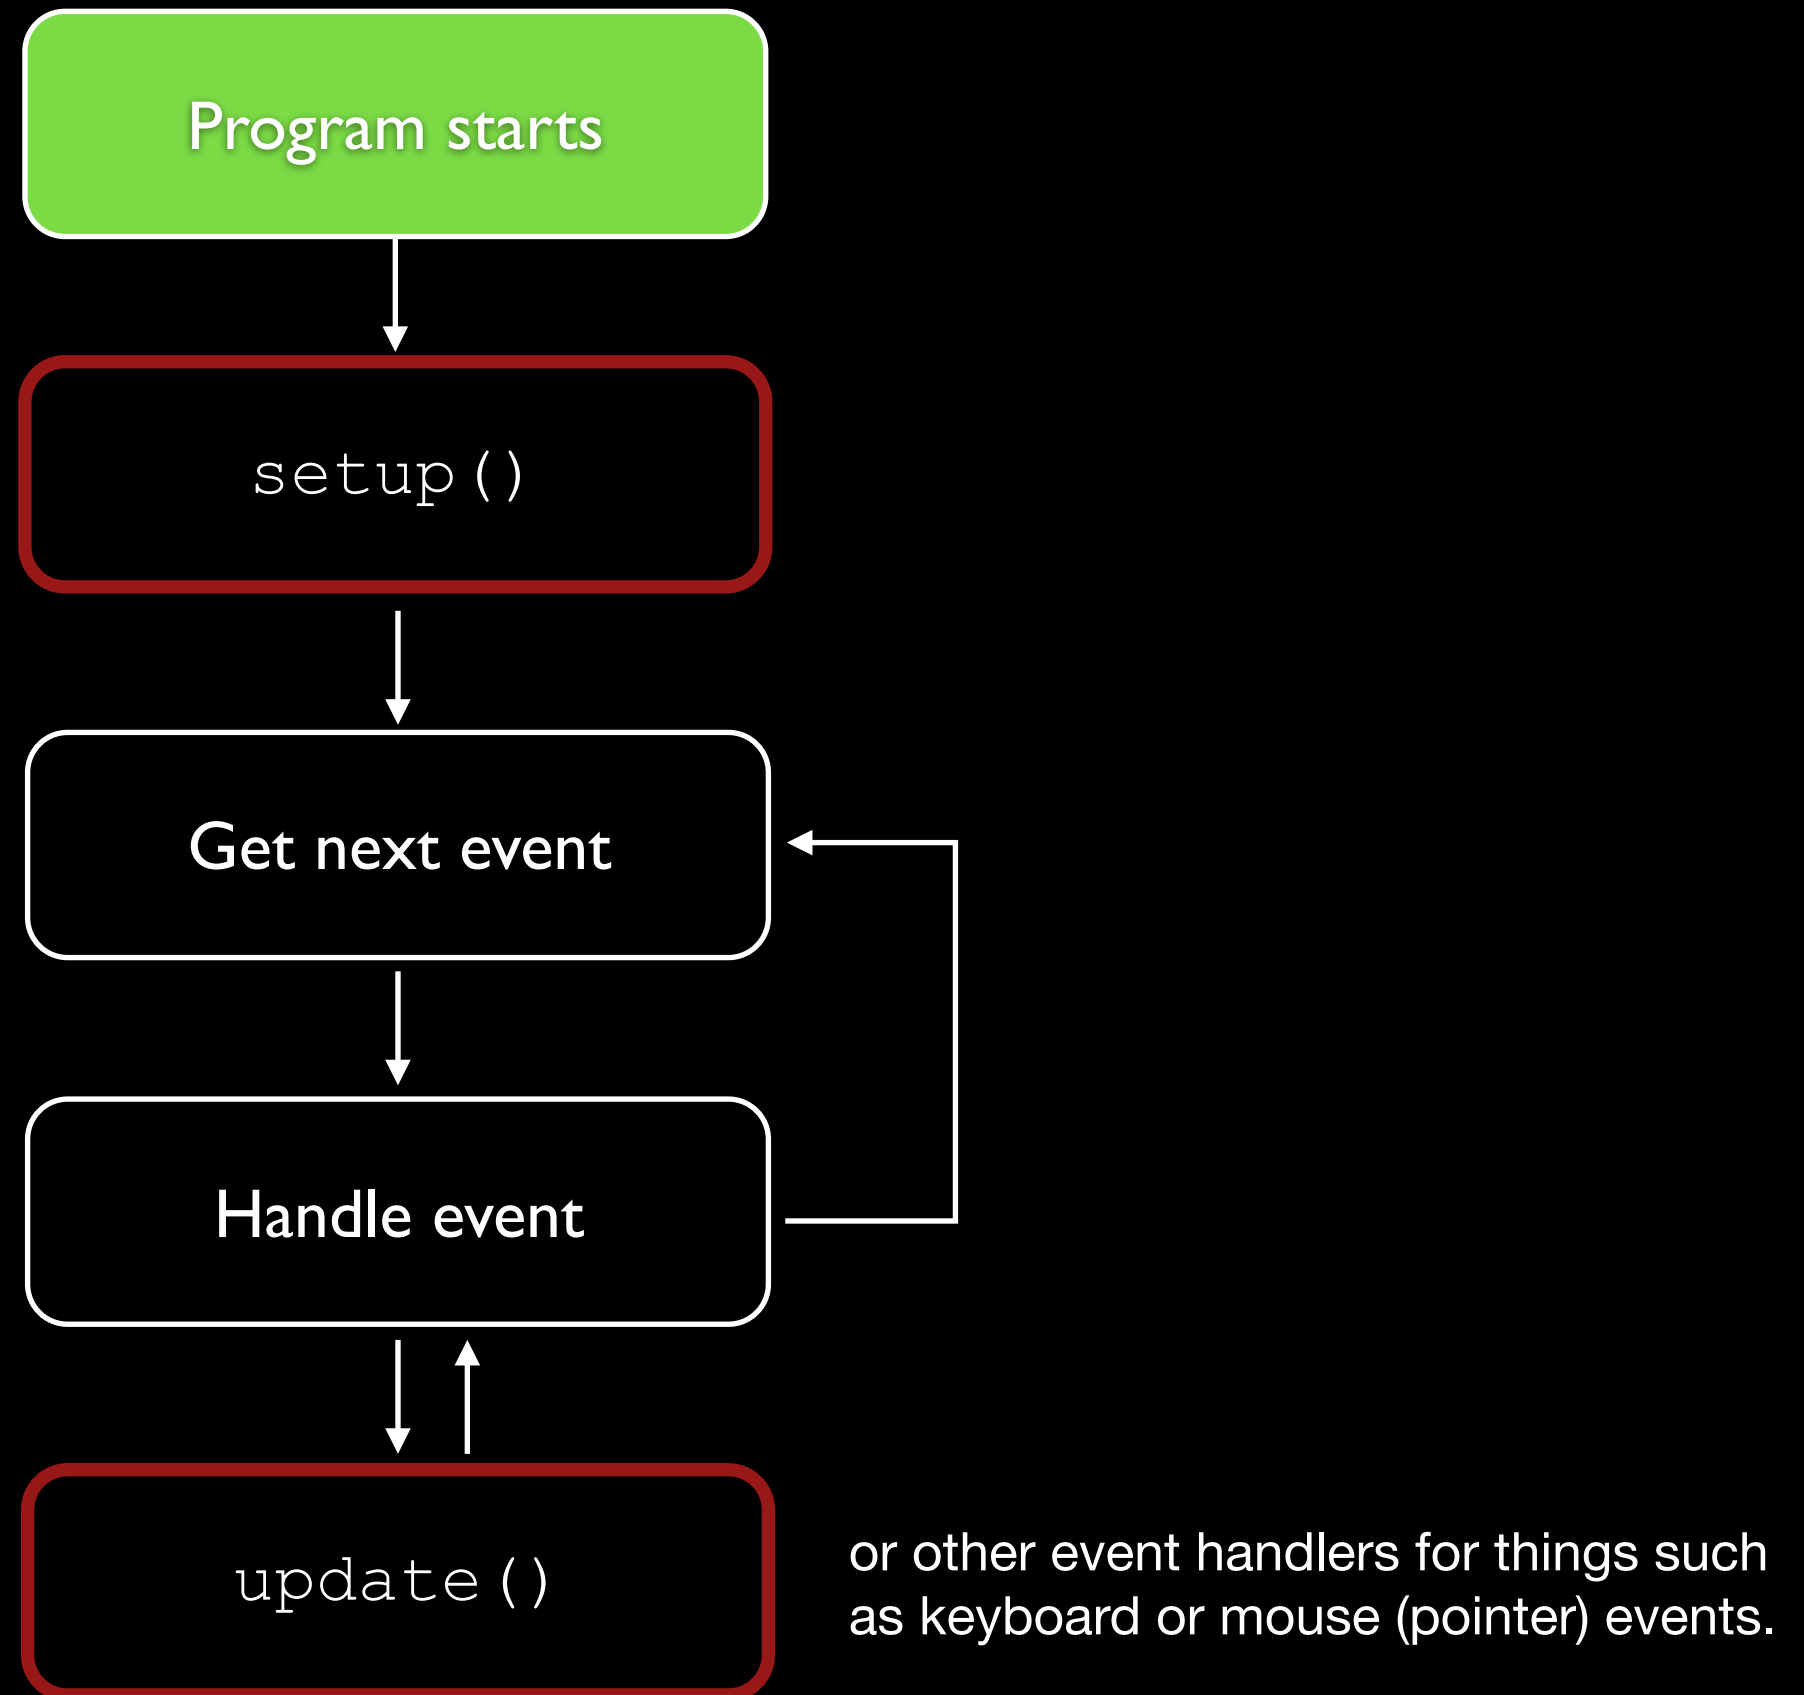 Program starts
setup()
Get next event
Handle event
update()
or other event handlers for things such
as keyboard or mouse (pointer) events.